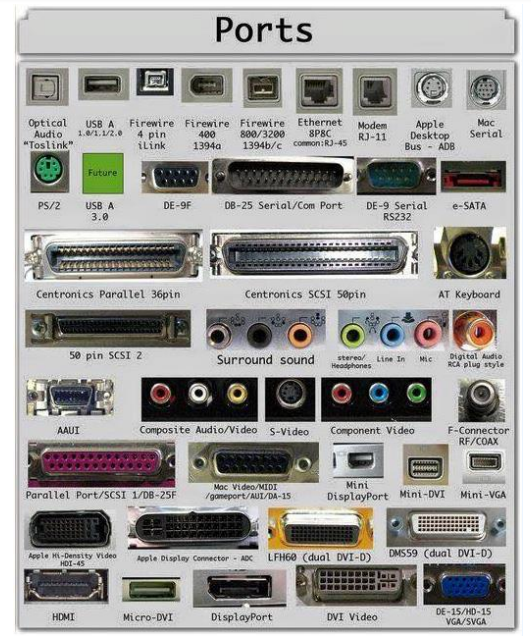 Ports
Optical
Audio
"Toslink"
USB A
1.0/1.1/2.0
Firewire
4 pin
iLink
Firewire
400
1394a
Firewire
800/3200
1394b/c
Ethernet
8P8C
common:RJ-45
Modem
RJ-11
Apple
Desktop
Bus - ADB
Mac
Serial
PS/2
Future
USB A
3.0
DE-9F
DB-25 Serial/Com Port
DE-9 Serial
RS232
e-SATA
Centronics Parallel 36pin
Centronics SCSI 50pin
AT Keyboard
50 pin SCSI 2
Surround sound
stereo/
Headphones
Line In
Mic
Digital Audio
RCA plug style
AAUI
Composite Audio/Video
S-Video
Component Video
F-Connector
RF/COAX
Parallel Port/SCSI 1/DB-25F
Mac Video/MIDI
/gameport/AUI/DA-15
Mini
DisplayPort
Mini-DVI
Mini-VGA
Apple Hi-Density Video
HDI-45
Apple Display Connector - ADC
LFH60 (dual DVI-D)
DMS59 (dual DVI-D)
HDMI
Micro-DVI
DisplayPort
DVI Video
DE-15/HD-15
VGA/SVGA